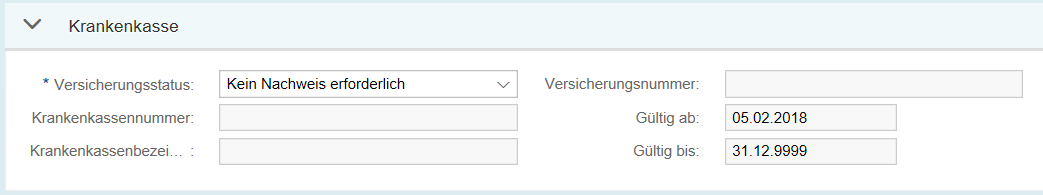 Krankenkasse
* Versicherungsstatus: Kein Nachweis erforderlich Versicherungsnummer:
Krankenkassennummer: Gültig ab: 05.02.2018
Krankenkassenbezei... : Gültig bis: 31.12.9999